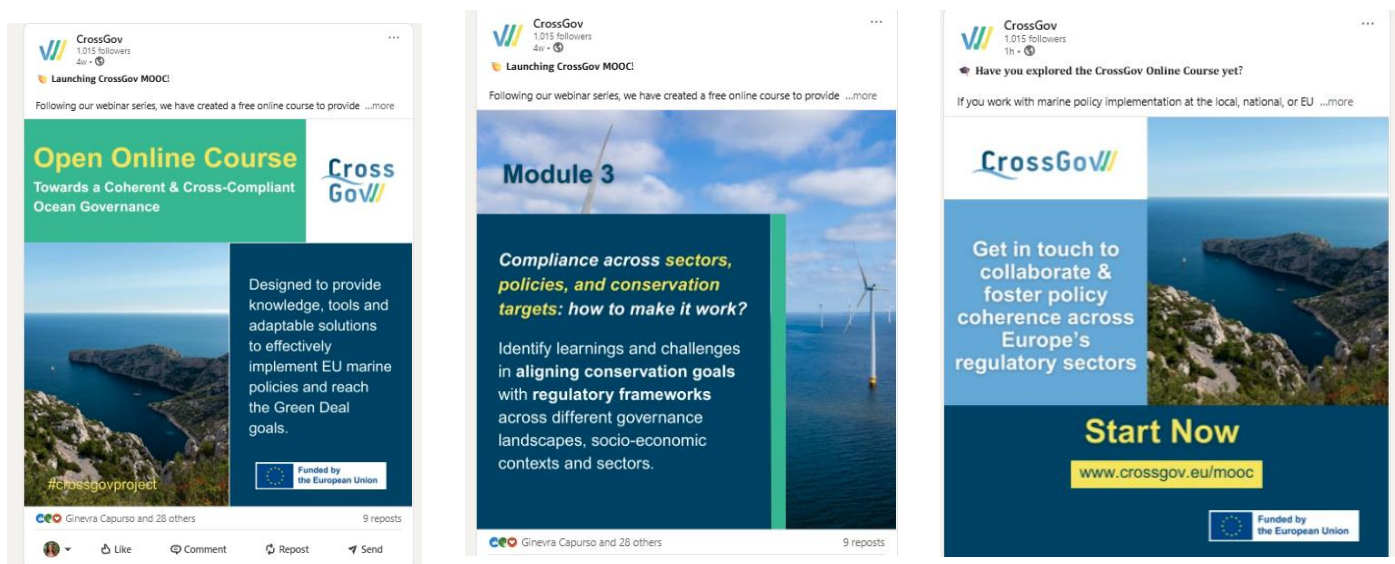 CrossGov
1,015 followers
4w •
Launching CrossGov MOOC!
Following our webinar series, we have created a free online course to provide ...more
Open Online Course
Towards a Coherent & Cross-Compliant
Ocean Governance
Cross
Gov
Designed to provide
knowledge, tools and
adaptable solutions
to effectively
implement EU marine
policies and reach
the Green Deal
goals.
#crossgovproject
Funded by
the European Union
Ginevra Capurso and 28 others
9 reposts
Like
Comment
Repost
Send
CrossGov
1,015 followers
4w •
Launching CrossGov MOOC!
Following our webinar series, we have created a free online course to provide ...more
Module 3
Compliance across sectors,
policies, and conservation
targets: how to make it work?
Identify learnings and challenges
in aligning conservation goals
with regulatory frameworks
across different governance
landscapes, socio-economic
contexts and sectors.
Ginevra Capurso and 28 others
9 reposts
CrossGov
1,015 followers
1h •
Have you explored the CrossGov Online Course yet?
If you work with marine policy implementation at the local, national, or EU ...more
CrossGov
Get in touch to
collaborate &
foster policy
coherence across
Europe's
regulatory sectors
Start Now
www.crossgov.eu/mooc
Funded by
the European Union